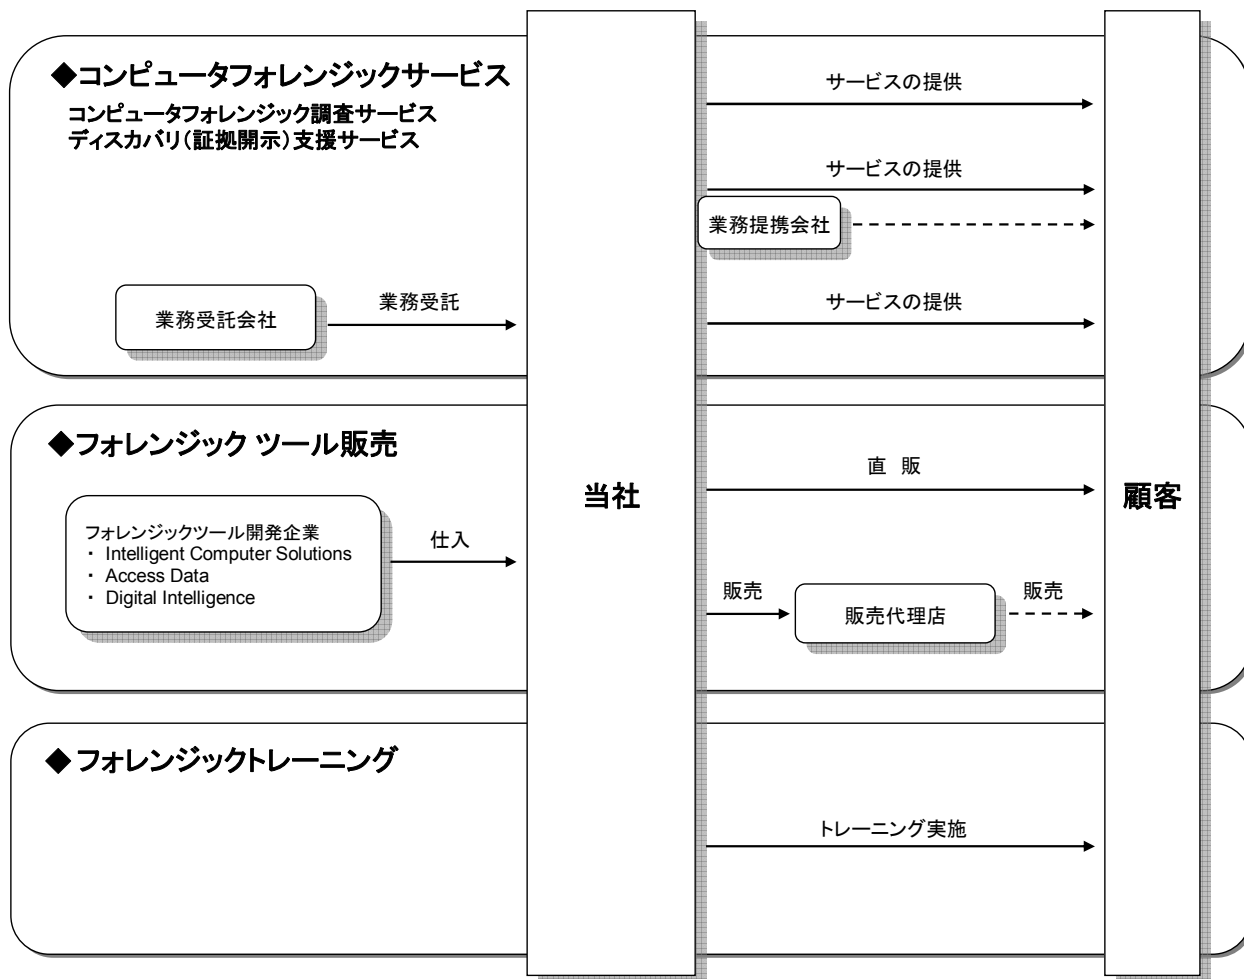 ◆コンピュータフォレンジックサービス
コンピュータフォレンジック調査サービス
ディスカバリ(証拠開示)支援サービス
サービスの提供
サービスの提供
業務提携会社
業務受託会社
業務受託
サービスの提供
◆フォレンジック ツール販売
フォレンジックツール開発企業
・ Intelligent Computer Solutions
・ Access Data
・ Digital Intelligence
仕入
当社
直 販
顧客
販売
販売代理店
販売
◆フォレンジックトレーニング
トレーニング実施